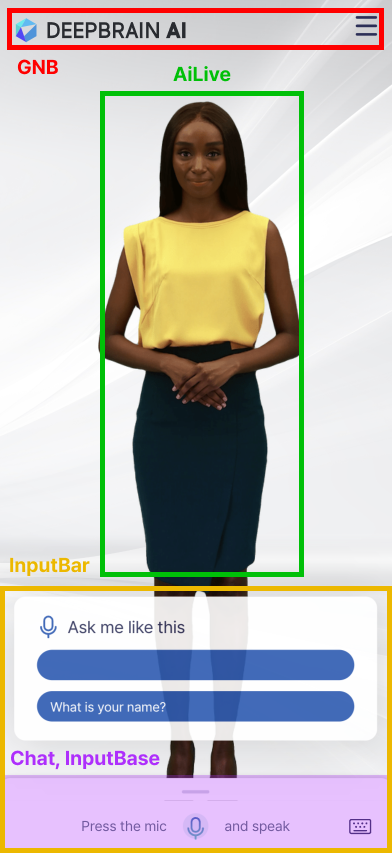 DEEPBRAIN AI
GNB
AiLive
InputBar
Ask me like this
What is your name?
Chat, InputBase
Press the mic and speak